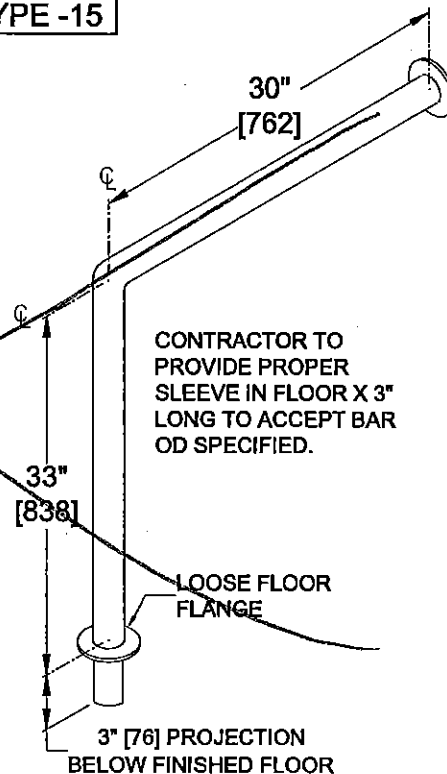 YPE -15
30"
[762]
℄
℄
CONTRACTOR TO
PROVIDE PROPER
SLEEVE IN FLOOR X 3"
LONG TO ACCEPT BAR
OD SPECIFIED.
33"
[838]
LOOSE FLOOR
FLANGE
3" [76] PROJECTION
BELOW FINISHED FLOOR